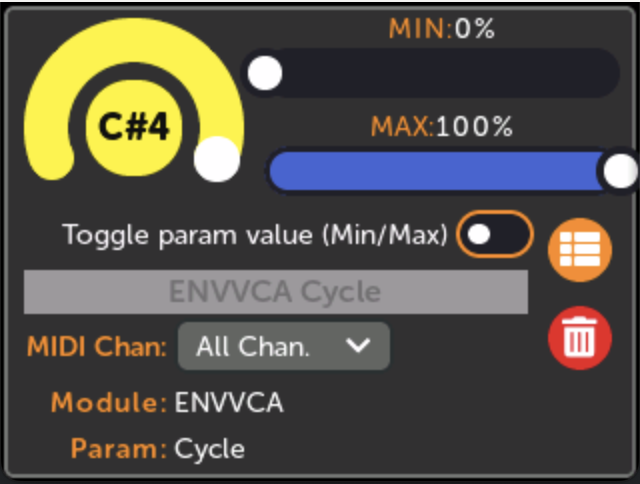 MIN:0%
C#4
MAX:100%
Toggle param value (Min/Max)
ENVVCA Cycle
MIDI Chan: All Chan.
Module: ENVVCA
Param: Cycle